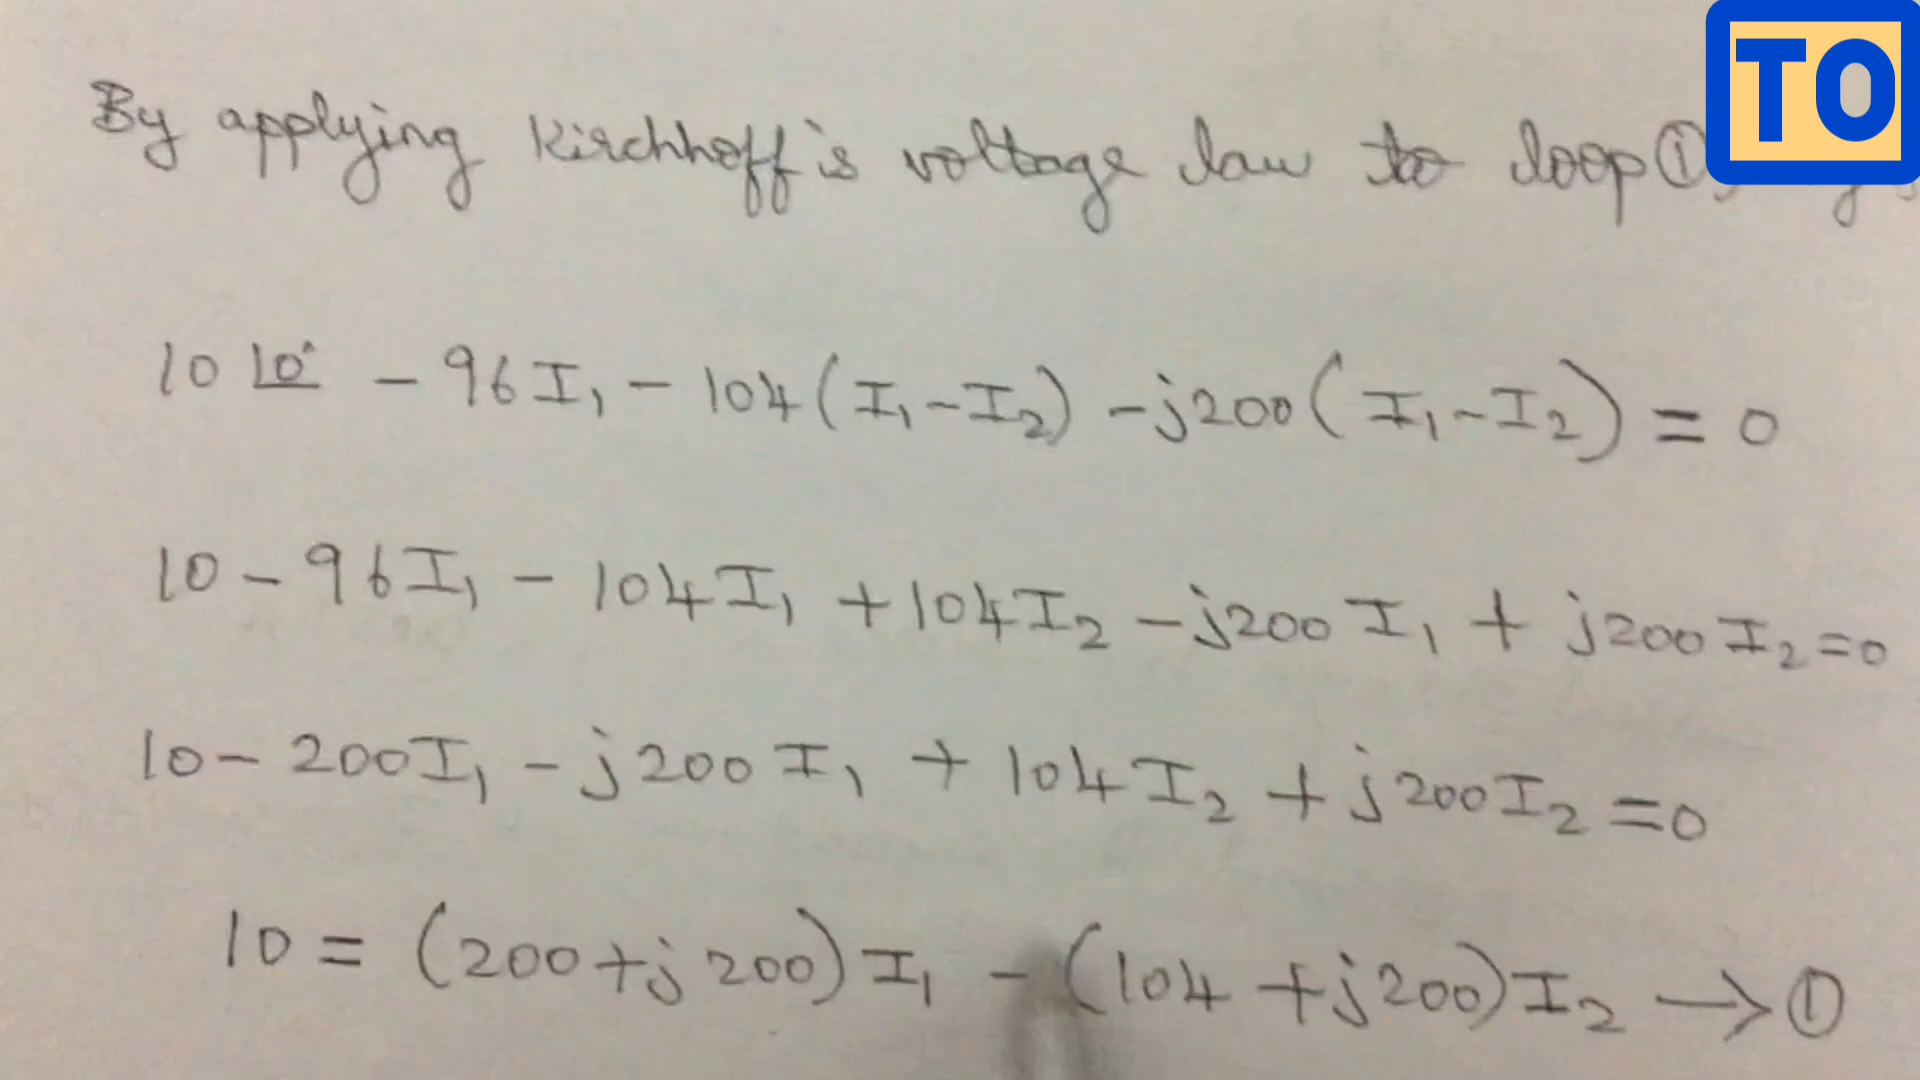 TO
By applying Kirchhoff's voltage law to loop ①,
10 ∠0° - 96I₁ - 104(I₁-I₂) -j200(I₁-I₂) = 0
10 - 96I₁ - 104I₁ + 104I₂ - j200I₁ + j200I₂ = 0
10 - 200I₁ - j200I₁ + 104I₂ + j200I₂ = 0
10 = (200+j200)I₁ - (104+j200)I₂ → ①